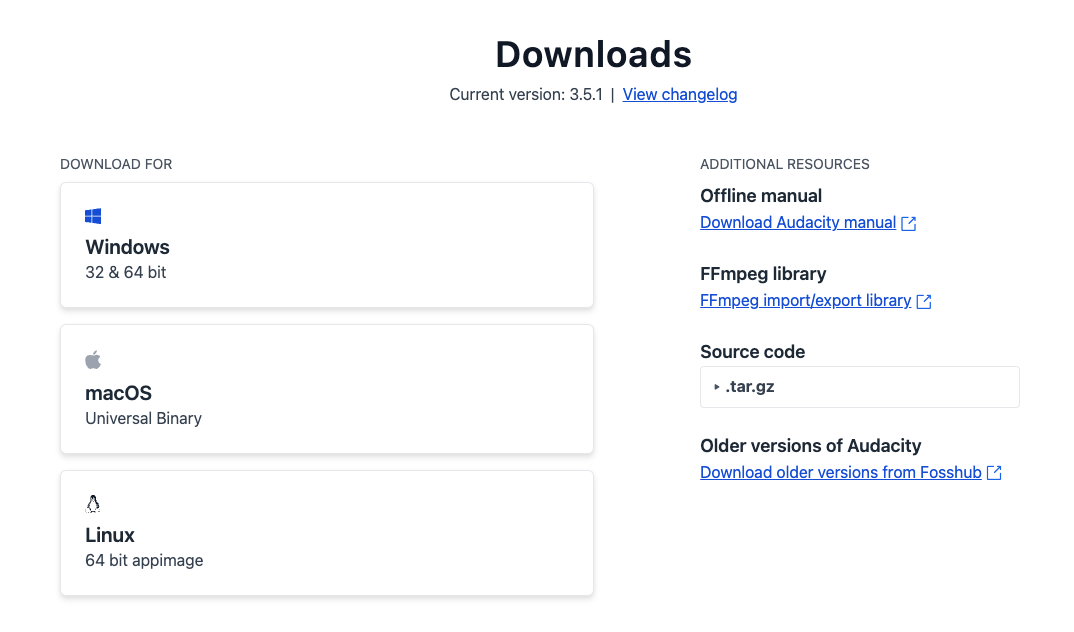 Downloads
Current version: 3.5.1 | View changelog
DOWNLOAD FOR
Windows
32 & 64 bit
macOS
Universal Binary
Linux
64 bit appimage
ADDITIONAL RESOURCES
Offline manual
Download Audacity manual
FFmpeg library
FFmpeg import/export library
Source code
.tar.gz
Older versions of Audacity
Download older versions from Fosshub